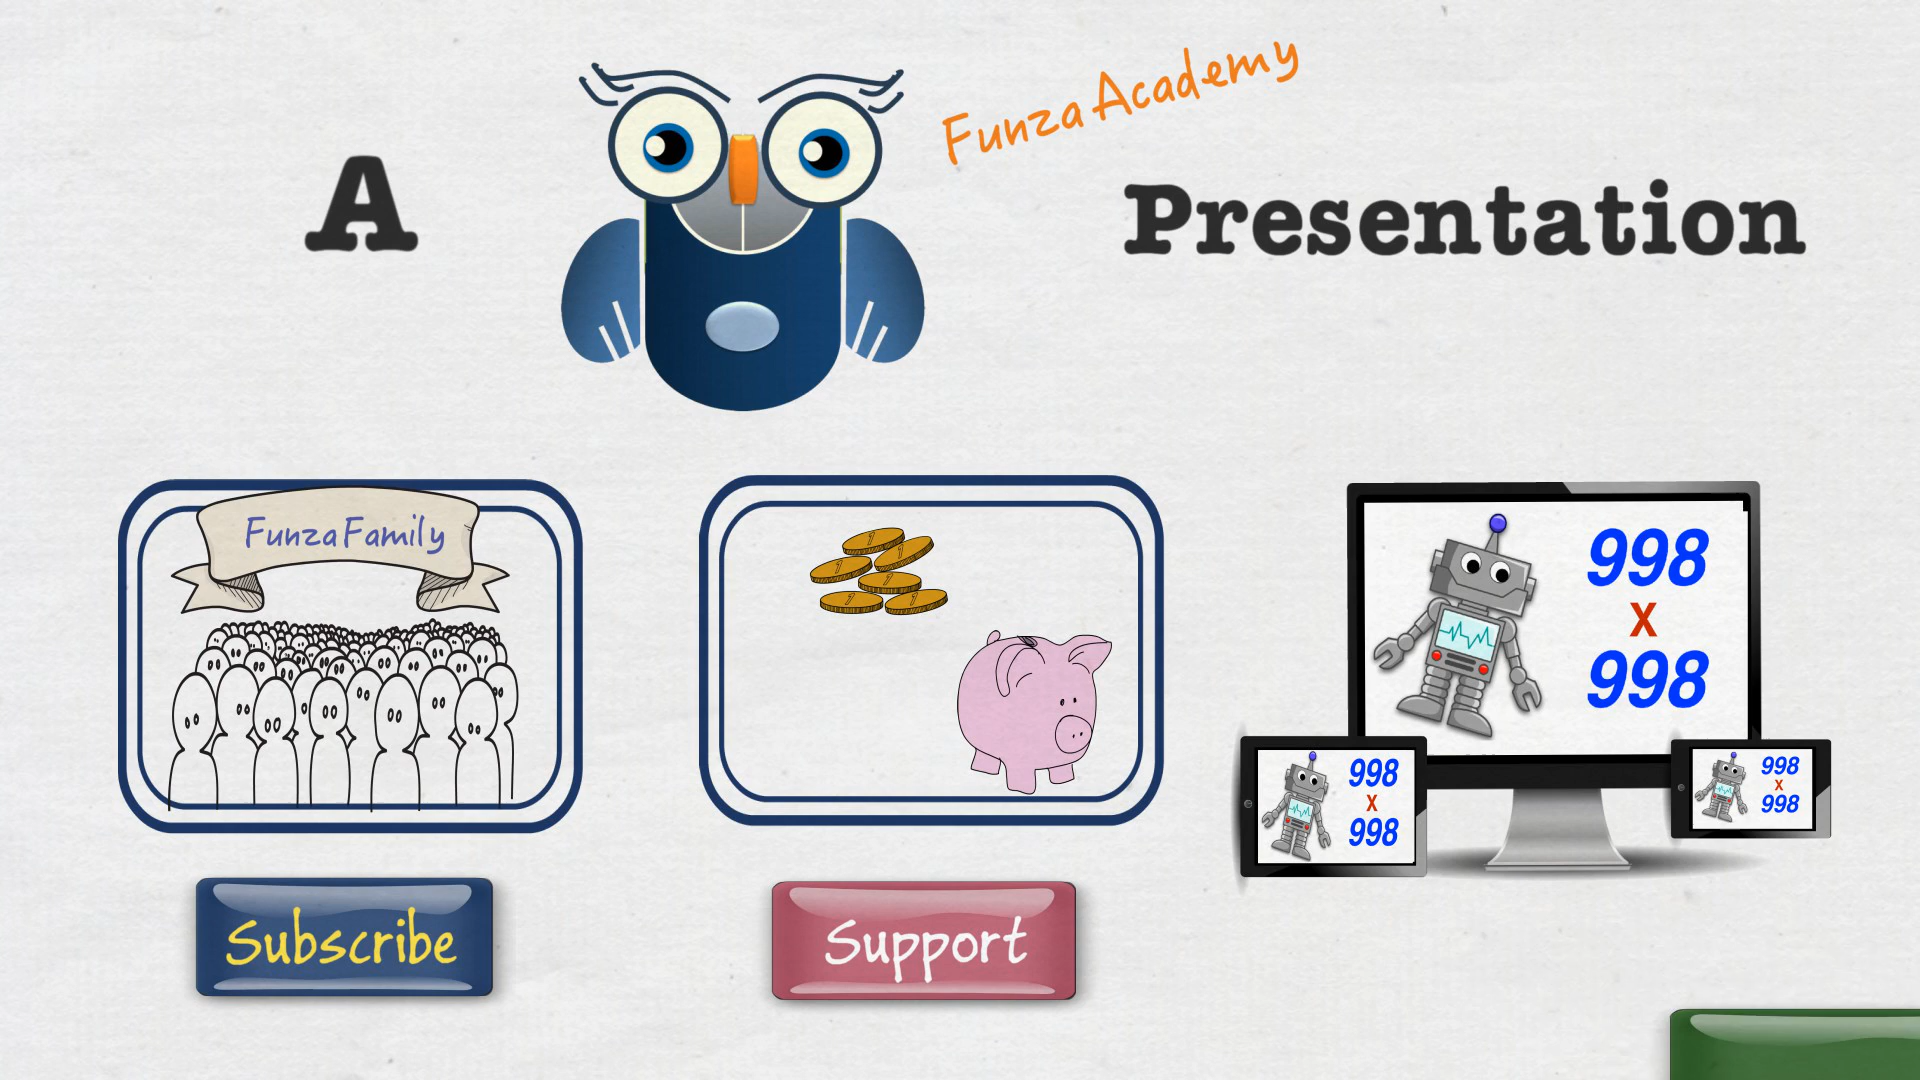 A
Funza Academy
Presentation
Funza Family
Subscribe
Support
998
X
998
998
X
998
998
X
998